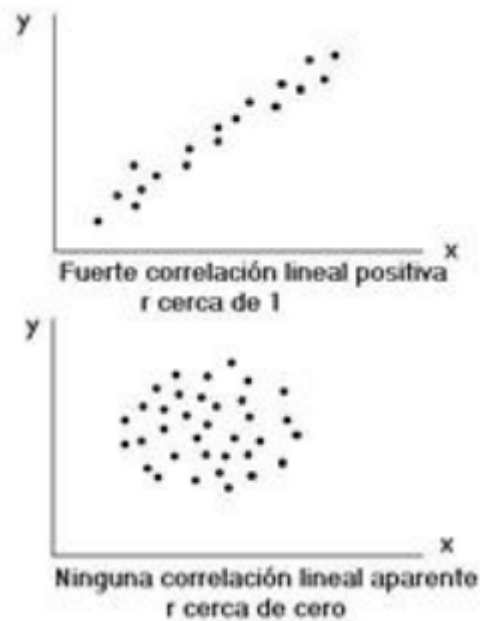 y
x
Fuerte correlación lineal positiva
r cerca de 1
y
x
Ninguna correlación lineal aparente
r cerca de cero